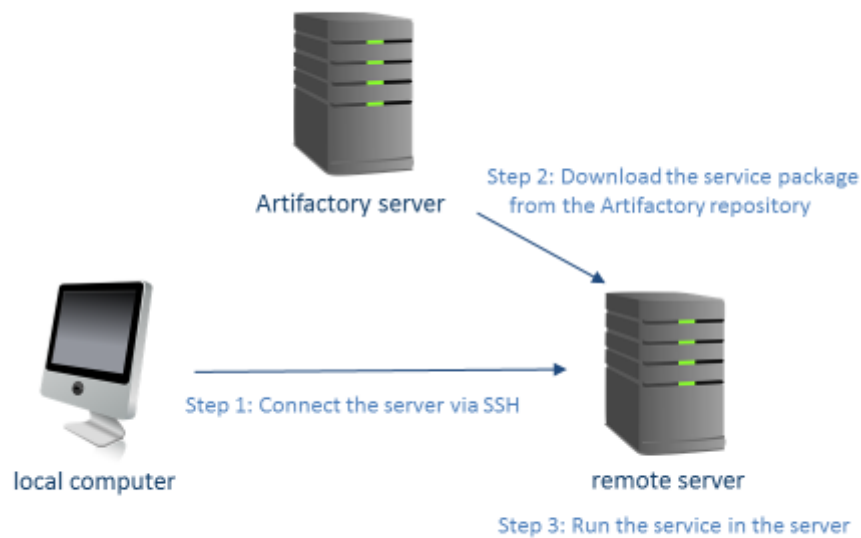 Artifactory server
Step 2: Download the service package
from the Artifactory repository
Step 1: Connect the server via SSH
local computer
remote server
Step 3: Run the service in the server